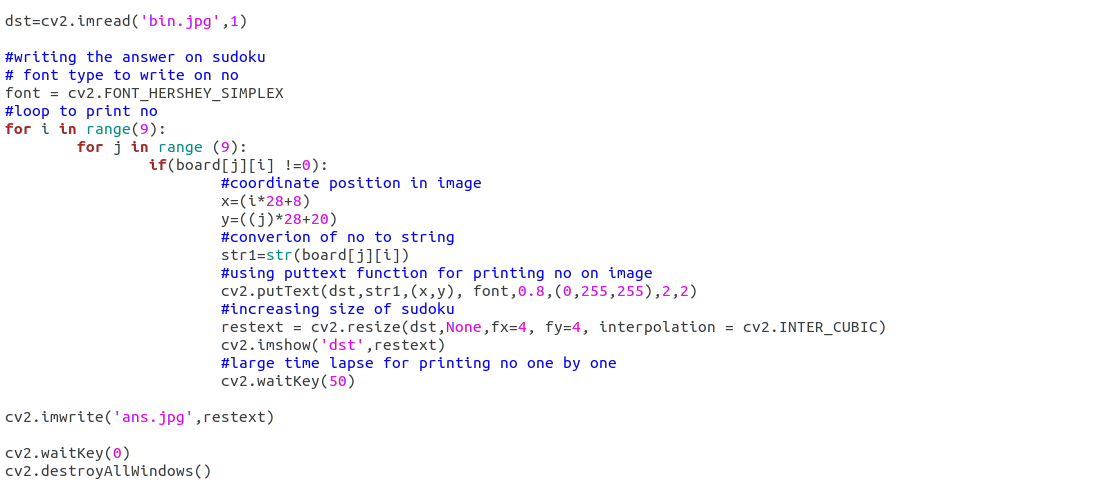 dst=cv2.imread('bin.jpg',1)
#writing the answer on sudoku
# font type to write on no
font = cv2.FONT_HERSHEY_SIMPLEX
#loop to print no
for i in range(9):
        for j in range (9):
                if(board[j][i] !=0):
                        #coordinate position in image
                        x=(i*28+8)
                        y=((j)*28+20)
                        #converion of no to string
                        str1=str(board[j][i])
                        #using puttext function for printing no on image
                        cv2.putText(dst,str1,(x,y), font,0.8,(0,255,255),2,2)
                        #increasing size of sudoku
                        restext = cv2.resize(dst,None,fx=4, fy=4, interpolation = cv2.INTER_CUBIC)
                        cv2.imshow('dst',restext)
                        #large time lapse for printing no one by one
                        cv2.waitKey(50)
cv2.imwrite('ans.jpg',restext)
cv2.waitKey(0)
cv2.destroyAllWindows()